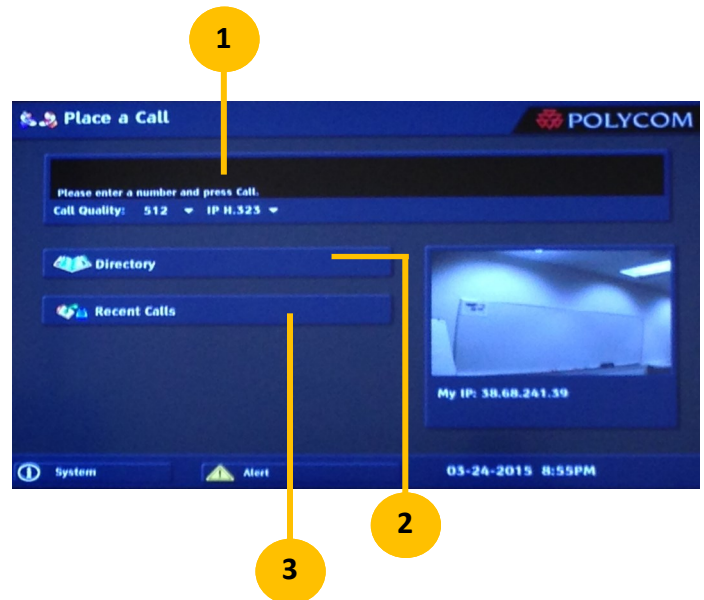 1
Place a Call
POLYCOM
Please enter a number and press Call.
Call Quality: 512 IP H.323
Directory
Recent Calls
My IP: 38.68.241.39
System
Alert
03-24-2015 8:55PM
2
3